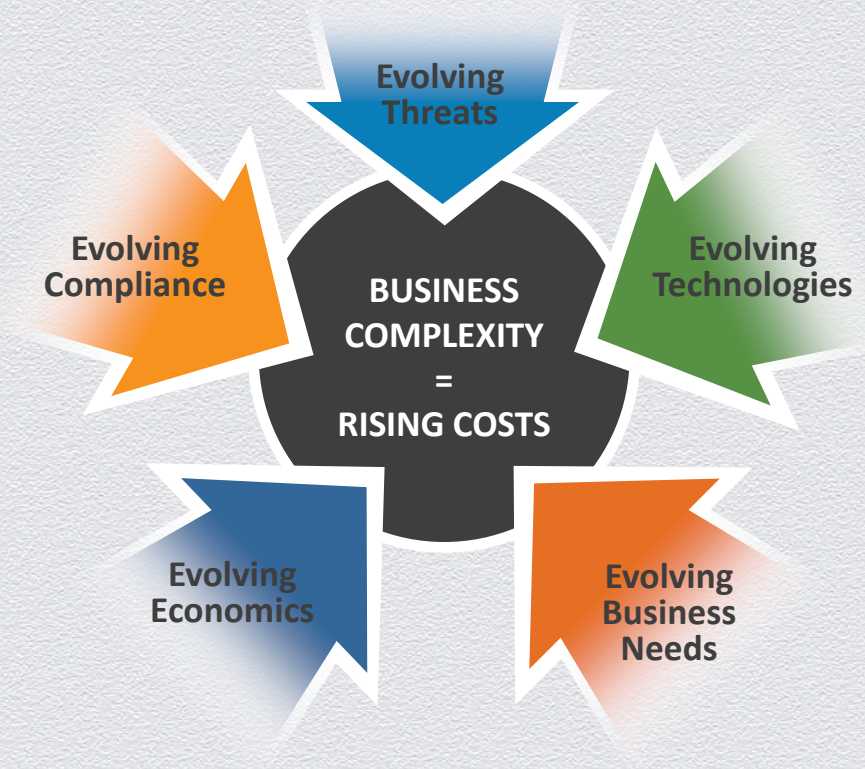 Evolving
Threats
Evolving
Compliance
Evolving
Technologies
BUSINESS
COMPLEXITY
=
RISING COSTS
Evolving
Economics
Evolving
Business
Needs